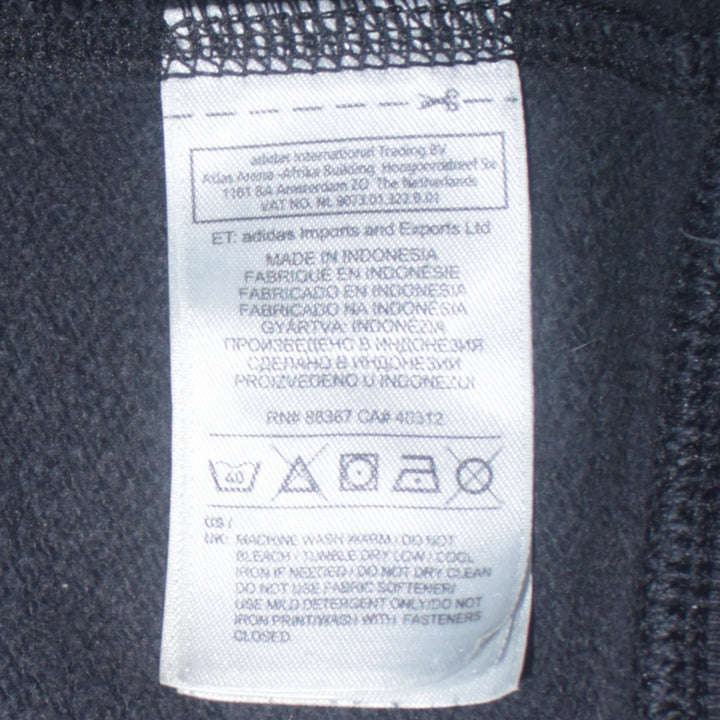 adidas International Trading BV
Atlas Arena -Afrika Building Hoogoorddreef 9a
1101 BA Amsterdam ZO The Netherlands
VAT NO. NL 9073.01.322.B.01
ET: adidas Imports and Exports Ltd
MADE IN INDONESIA
FABRIQUÉ EN INDONÉSIE
FABRICADO EN INDONESIA
FABRICADO NA INDONÉSIA
GYÁRTVA: INDONÉZIA
ПРОИЗВЕДЕНО В ИНДОНЕЗИЯ
СДЕЛАНО В ИНДОНЕЗИИ
PROIZVEDENO U INDONEZIJI
RN# 88387 CA# 40312
40
US /
UK: MACHINE WASH WARM / DO NOT
BLEACH / TUMBLE DRY LOW / COOL
IRON IF NEEDED / DO NOT DRY CLEAN
DO NOT USE FABRIC SOFTENER/
USE MILD DETERGENT ONLY/DO NOT
IRON PRINT/WASH WITH FASTENERS
CLOSED